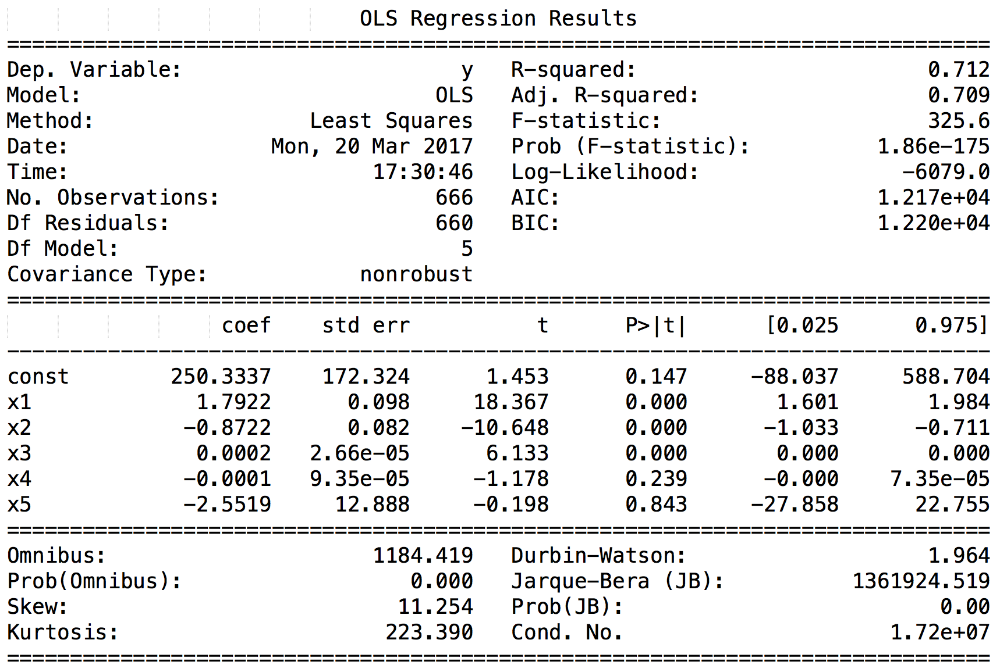 OLS Regression Results
==============================================================================
Dep. Variable:                      y   R-squared:                       0.712
Model:                            OLS   Adj. R-squared:                  0.709
Method:                 Least Squares   F-statistic:                     325.6
Date:                Mon, 20 Mar 2017   Prob (F-statistic):          1.86e-175
Time:                        17:30:46   Log-Likelihood:                -6079.0
No. Observations:                 666   AIC:                         1.217e+04
Df Residuals:                     660   BIC:                         1.220e+04
Df Model:                           5
Covariance Type:            nonrobust
==============================================================================
                 coef    std err          t      P>|t|      [0.025      0.975]
------------------------------------------------------------------------------
const        250.3337    172.324      1.453      0.147     -88.037     588.704
x1             1.7922      0.098     18.367      0.000       1.601       1.984
x2            -0.8722      0.082    -10.648      0.000      -1.033      -0.711
x3             0.0002   2.66e-05      6.133      0.000       0.000       0.000
x4            -0.0001   9.35e-05     -1.178      0.239      -0.000    7.35e-05
x5            -2.5519     12.888     -0.198      0.843     -27.858      22.755
==============================================================================
Omnibus:                     1184.419   Durbin-Watson:                   1.964
Prob(Omnibus):                  0.000   Jarque-Bera (JB):          1361924.519
Skew:                          11.254   Prob(JB):                         0.00
Kurtosis:                     223.390   Cond. No.                     1.72e+07
==============================================================================